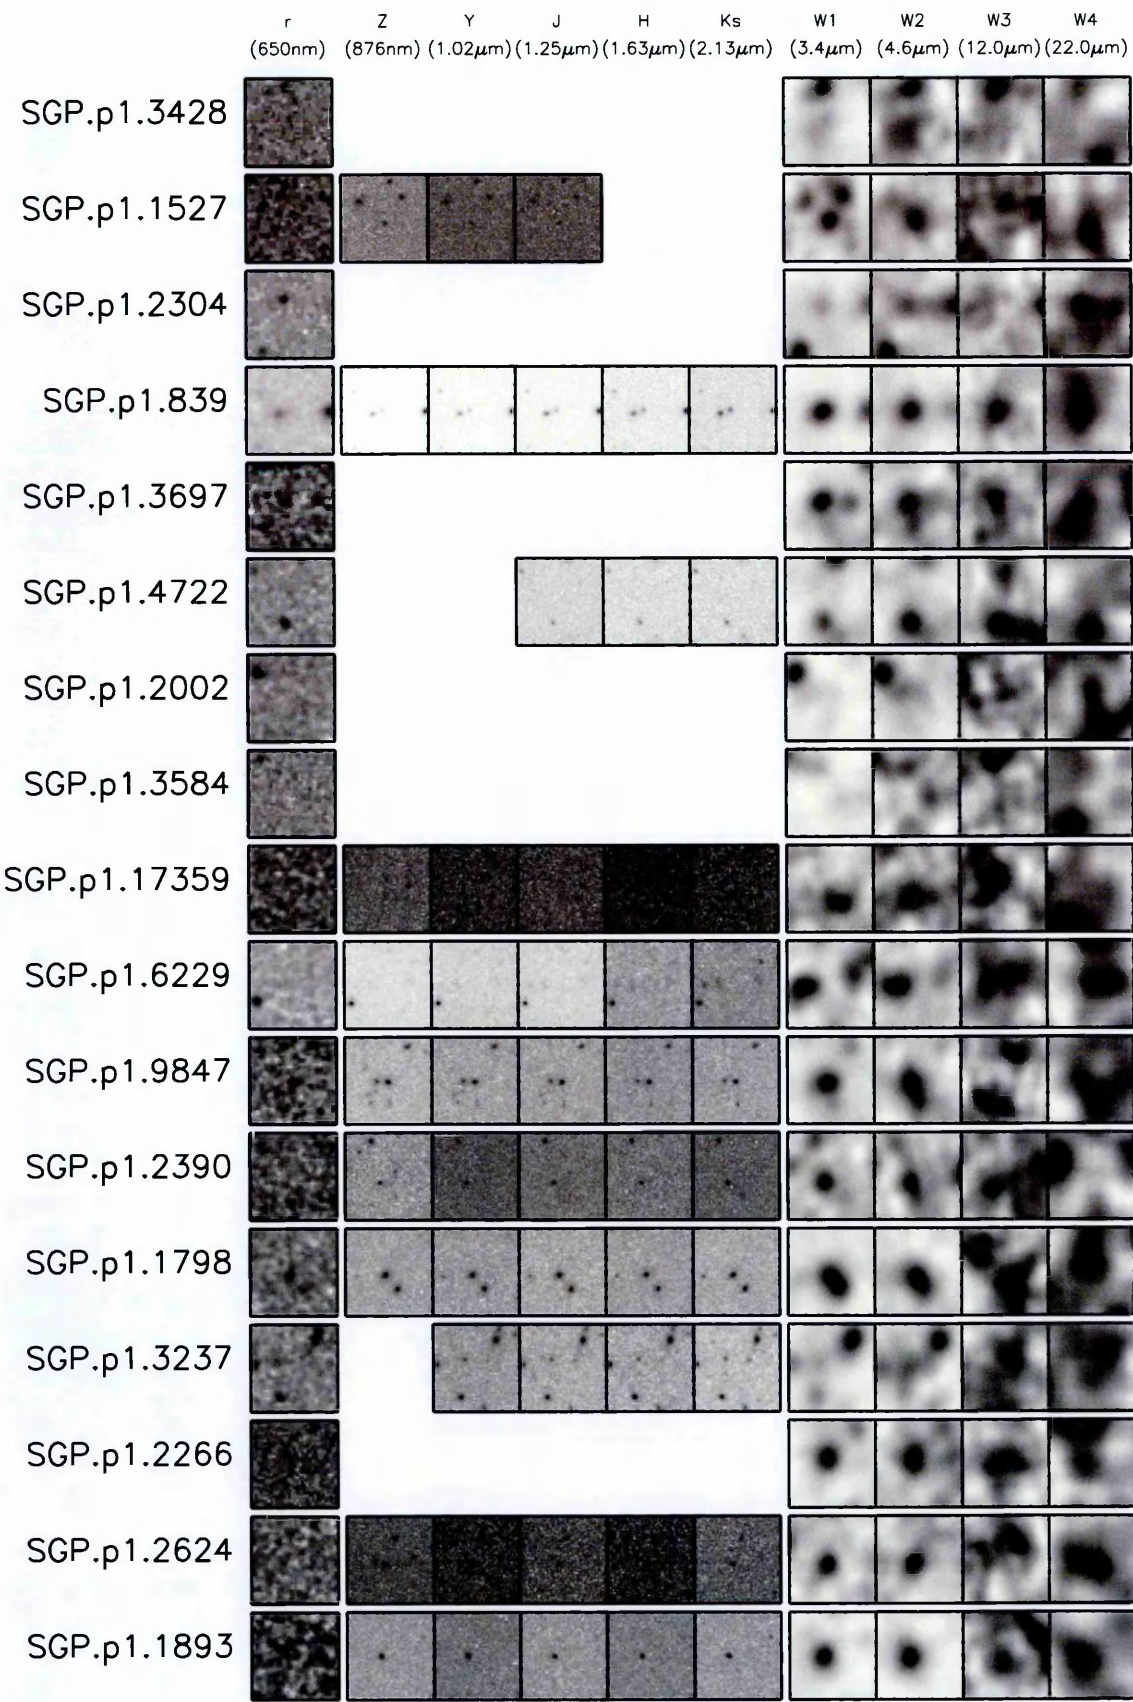 r Z Y J H Ks W1 W2 W3 W4
(650nm) (876nm) (1.02μm) (1.25μm) (1.63μm) (2.13μm) (3.4μm) (4.6μm) (12.0μm) (22.0μm)
SGP.p1.3428
SGP.p1.1527
SGP.p1.2304
SGP.p1.839
SGP.p1.3697
SGP.p1.4722
SGP.p1.2002
SGP.p1.3584
SGP.p1.17359
SGP.p1.6229
SGP.p1.9847
SGP.p1.2390
SGP.p1.1798
SGP.p1.3237
SGP.p1.2266
SGP.p1.2624
SGP.p1.1893